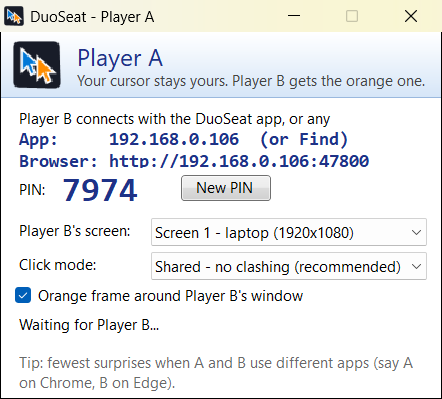 DuoSeat - Player A
Player A
Your cursor stays yours. Player B gets the orange one.
Player B connects with the DuoSeat app, or any
App: 192.168.0.106 (or Find)
Browser: http://192.168.0.106:47800
PIN: 7974 New PIN
Player B's screen: Screen 1 - laptop (1920x1080)
Click mode: Shared - no clashing (recommended)
Orange frame around Player B's window
Waiting for Player B...
Tip: fewest surprises when A and B use different apps (say A
on Chrome, B on Edge).